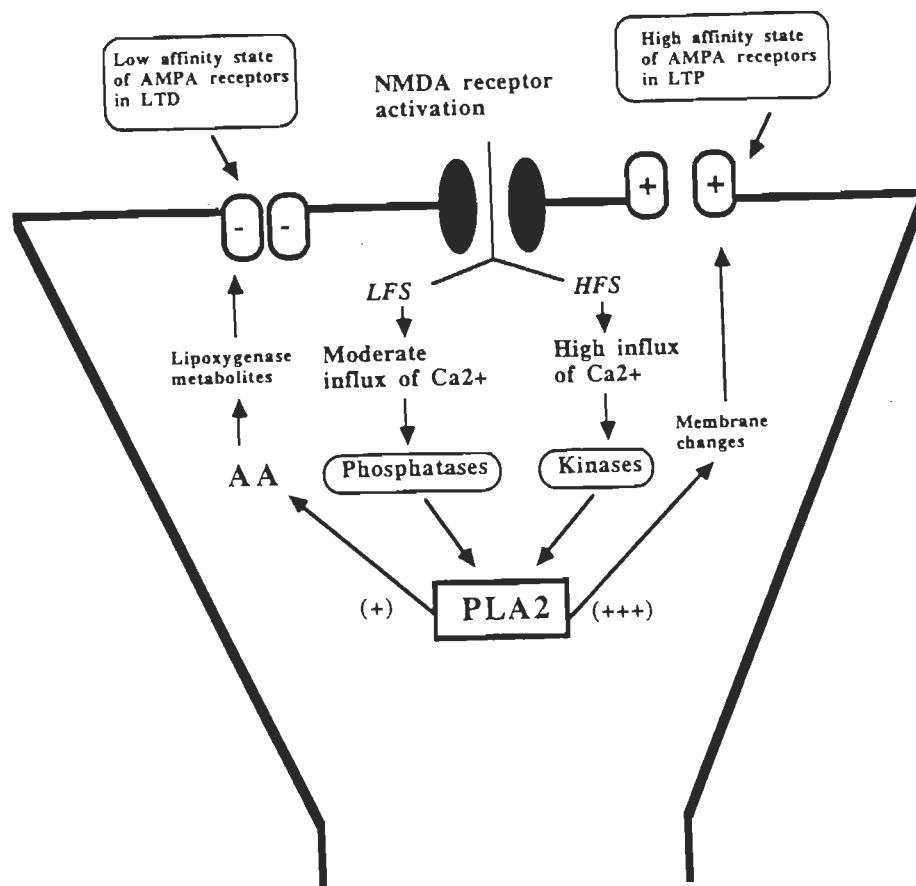 Low affinity state
of AMPA receptors
in LTD
NMDA receptor
activation
High affinity state
of AMPA receptors
in LTP
- -
+ +
LFS
HFS
Moderate
influx of Ca2+
High influx
of Ca2+
Lipoxygenase
metabolites
Membrane
changes
AA
Phosphatases
Kinases
(+)
PLA2
(+++)